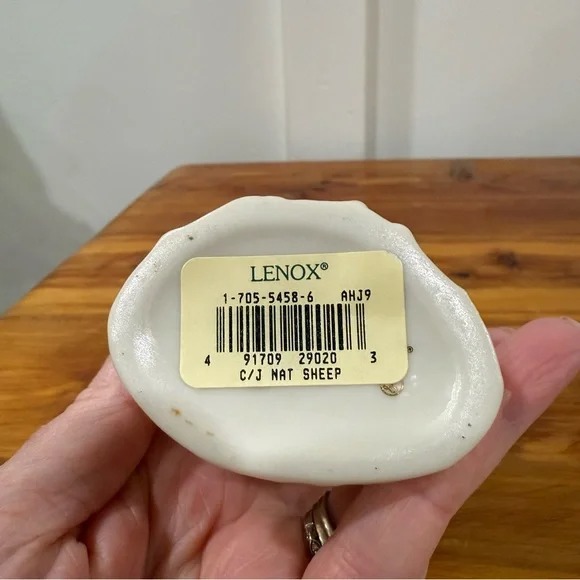 LENOX®
1-705-5458-6 AHJ9
4 91709 29020 3
C/J NAT SHEEP
®